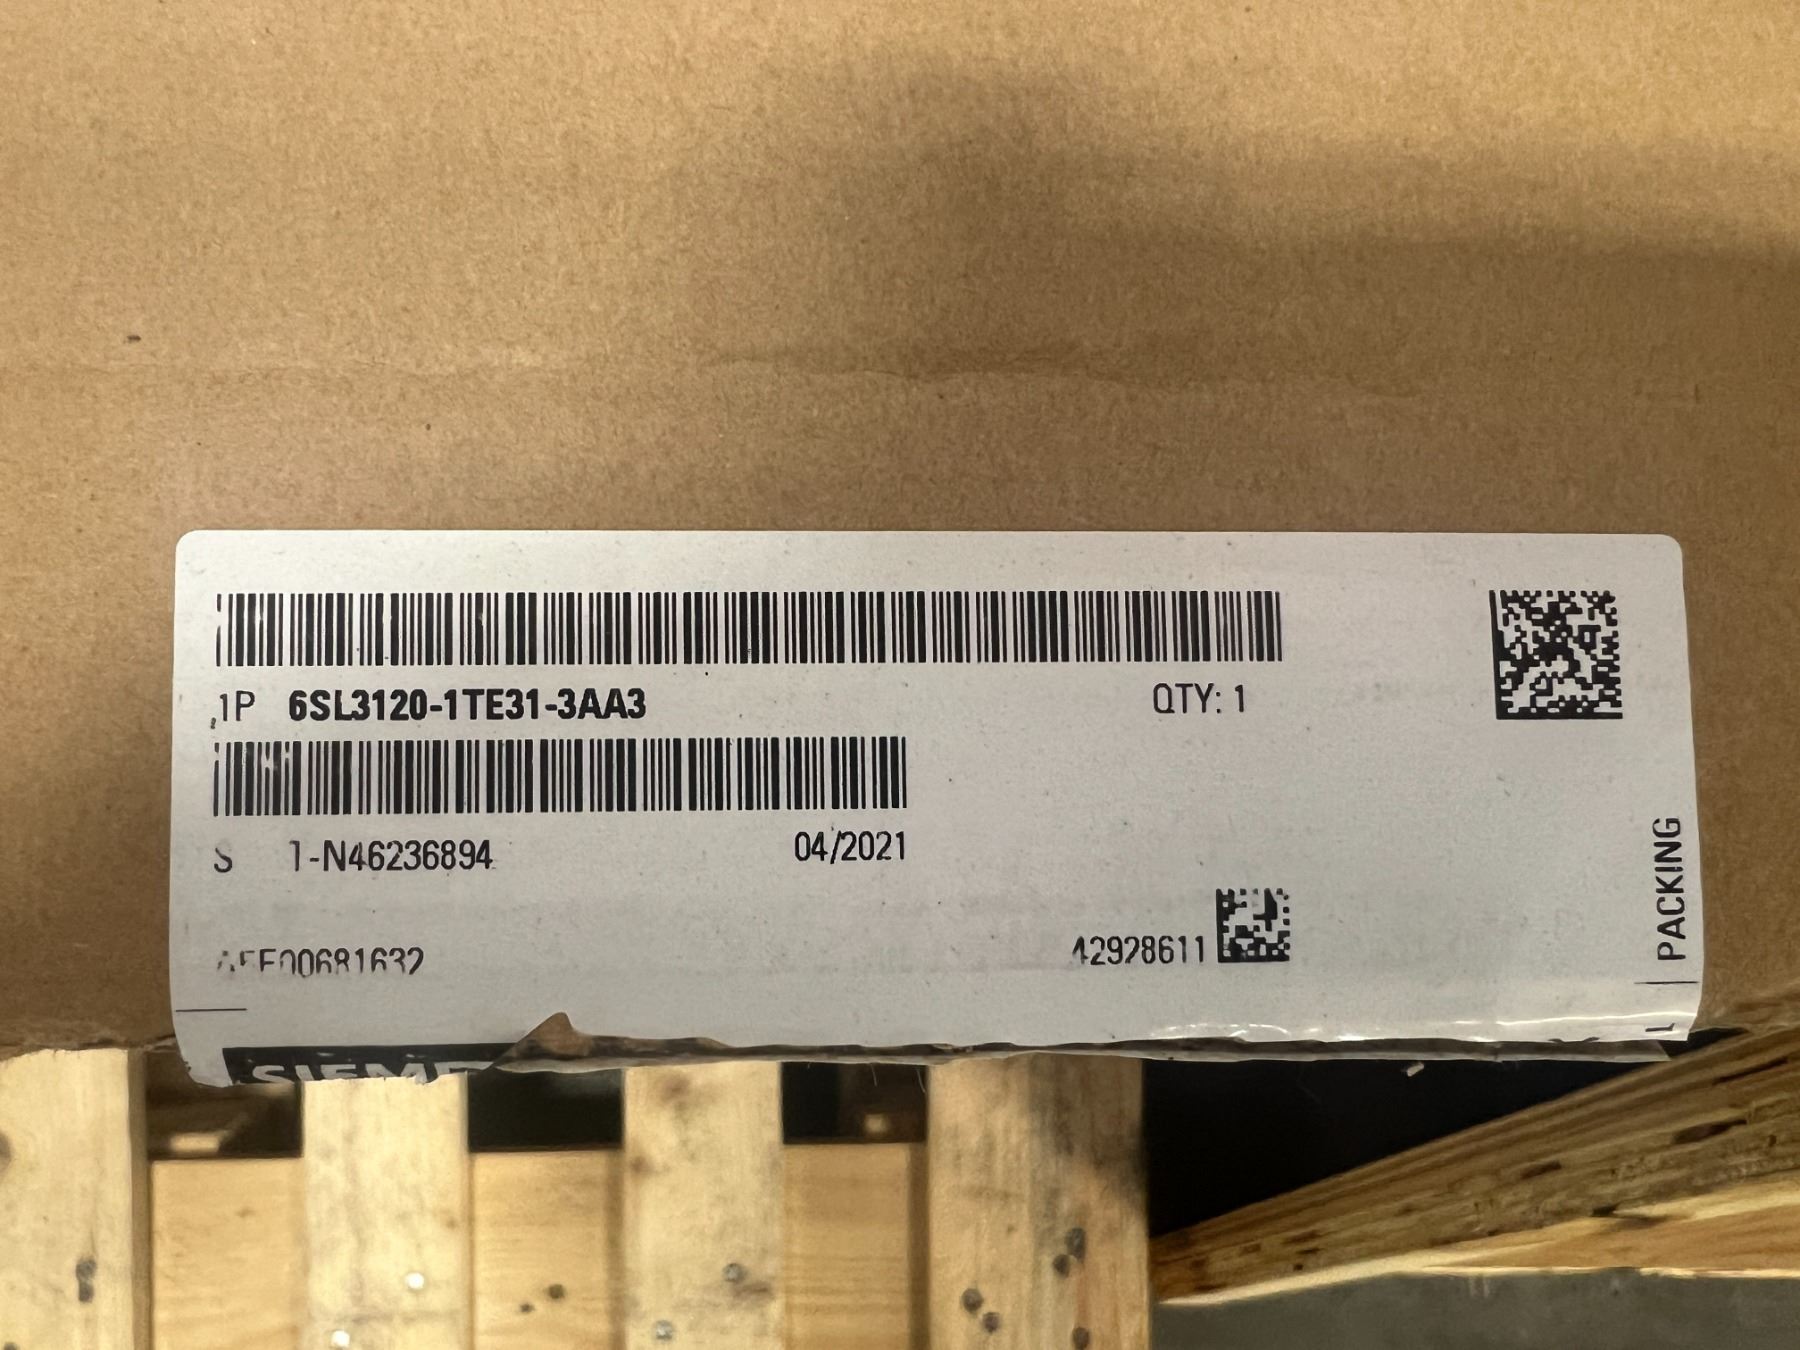 1P 6SL3120-1TE31-3AA3 QTY: 1
S 1-N46236894 04/2021
42928611
PACKING